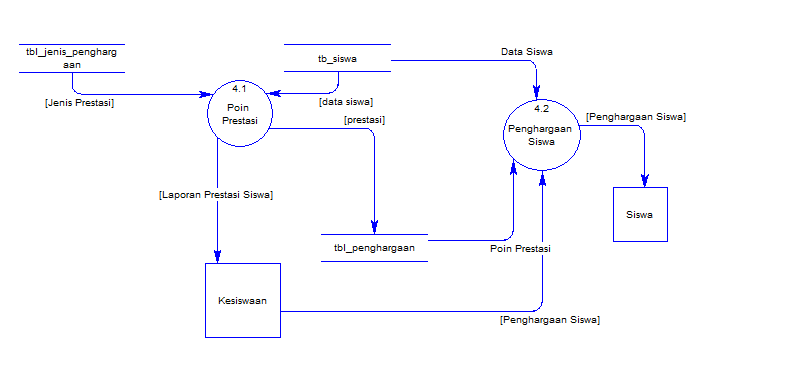 tbl_jenis_pengharg
aan
tb_siswa
Data Siswa
[Jenis Prestasi]
4.1
Poin
Prestasi
[data siswa]
[prestasi]
4.2
Penghargaan
Siswa
[Penghargaan Siswa]
[Laporan Prestasi Siswa]
Siswa
tbl_penghargaan
Poin Prestasi
Kesiswaan
[Penghargaan Siswa]